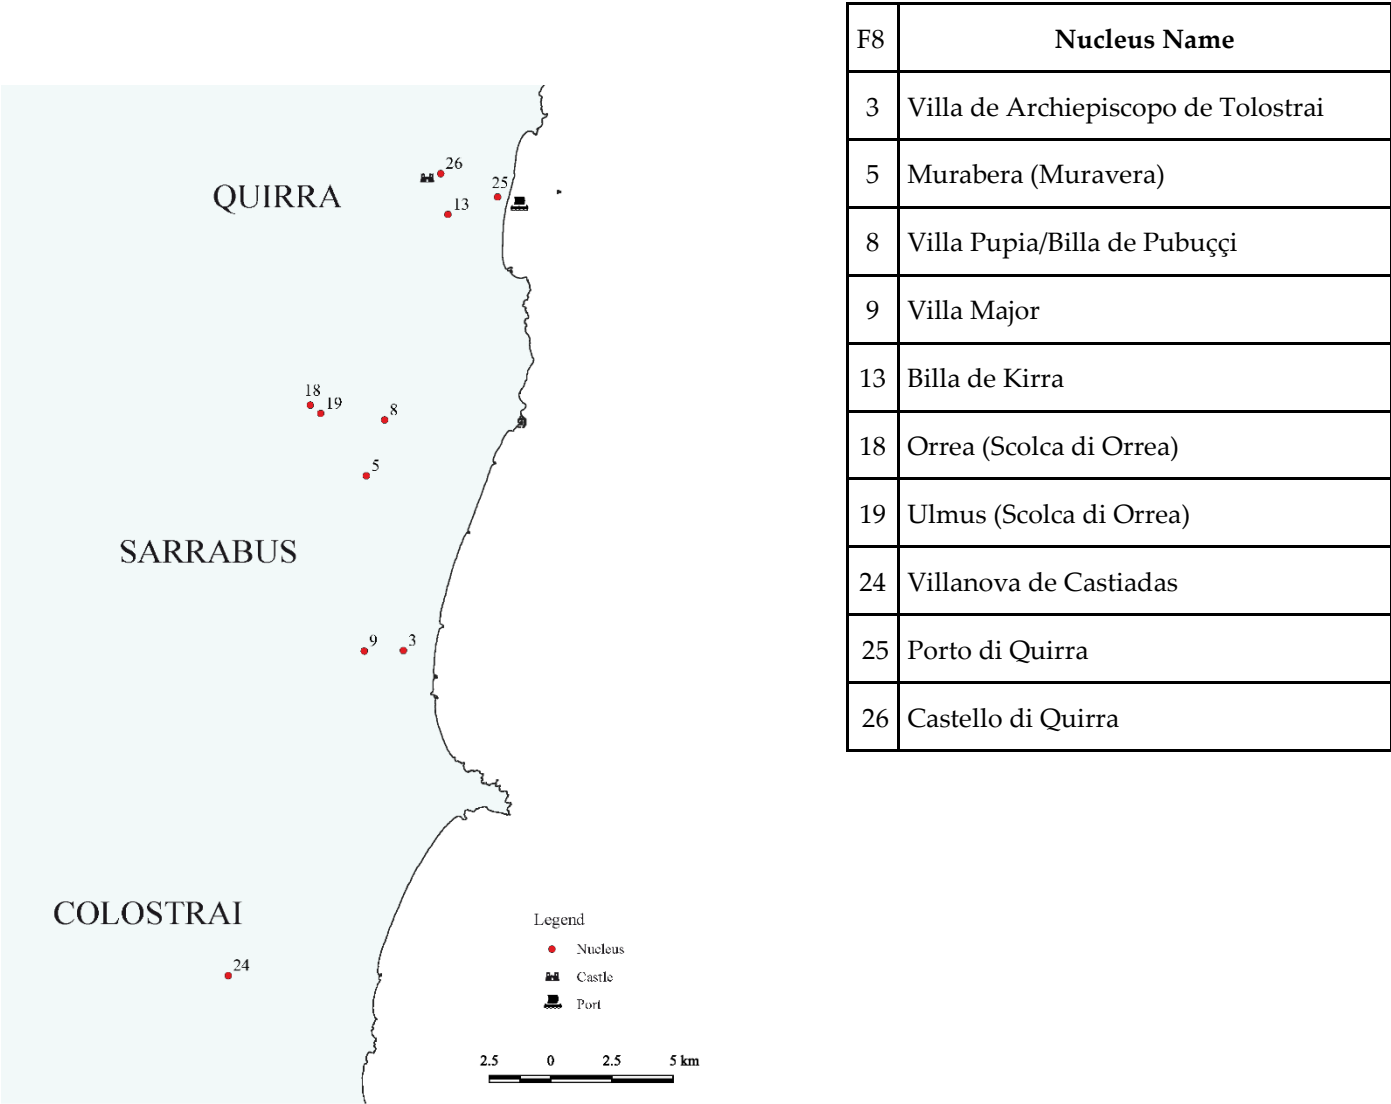 26
25
QUIRRA
13
18
19
8
5
SARRABUS
9
3
COLOSTRAI
24
Legend
Nucleus
Castle
Port
2.5 0 2.5 5 km
F8 Nucleus Name
3 Villa de Archiepiscopo de Tolostrai
5 Murabera (Muravera)
8 Villa Pupia/Billa de Pubuççi
9 Villa Major
13 Billa de Kirra
18 Orrea (Scolca di Orrea)
19 Ulmus (Scolca di Orrea)
24 Villanova de Castiadas
25 Porto di Quirra
26 Castello di Quirra